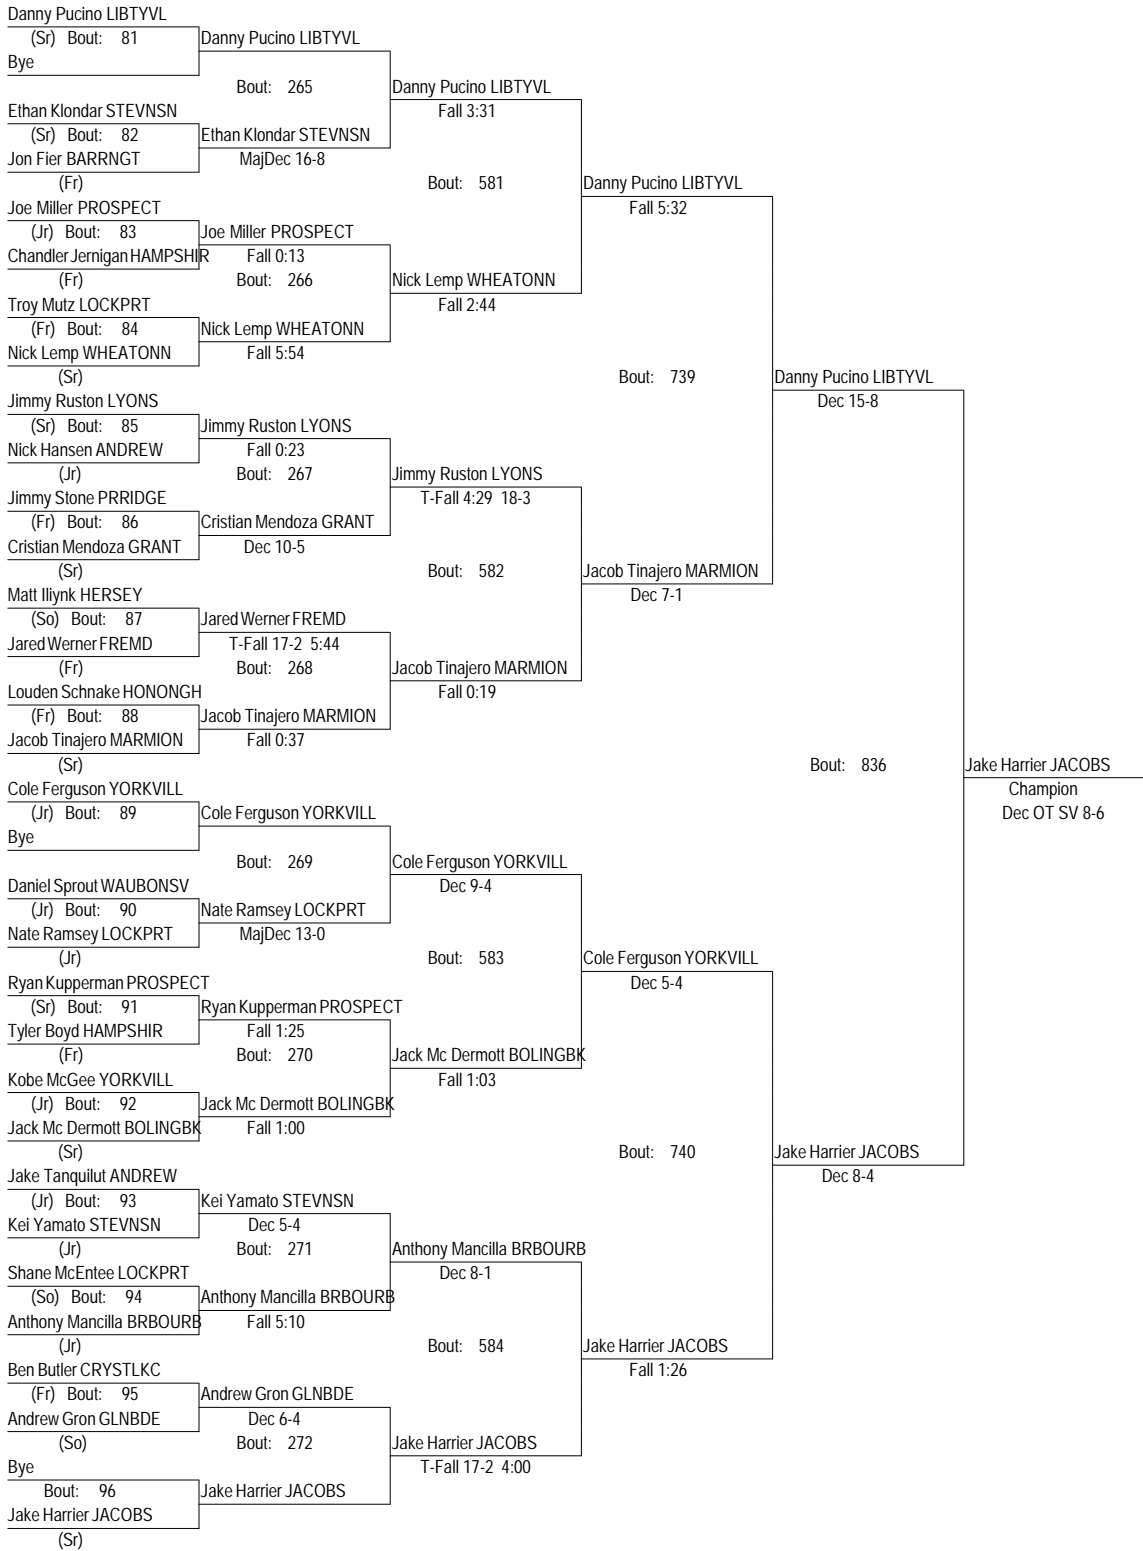 Danny Pucino LIBTYVL
(Sr) Bout: 81
Danny Pucino LIBTYVL
Bye
Bout: 265
Danny Pucino LIBTYVL
Fall 3:31
Ethan Klondar STEVNSN
(Sr) Bout: 82
Ethan Klondar STEVNSN
Jon Fier BARRNGT
MajDec 16-8
(Fr)
Bout: 581
Danny Pucino LIBTYVL
Fall 5:32
Joe Miller PROSPECT
(Jr) Bout: 83
Joe Miller PROSPECT
Chandler Jernigan HAMPSHIR
Fall 0:13
(Fr)
Bout: 266
Nick Lemp WHEATONN
Fall 2:44
Troy Mutz LOCKPRT
(Fr) Bout: 84
Nick Lemp WHEATONN
Nick Lemp WHEATONN
Fall 5:54
(Sr)
Bout: 739
Danny Pucino LIBTYVL
Dec 15-8
Jimmy Ruston LYONS
(Sr) Bout: 85
Jimmy Ruston LYONS
Nick Hansen ANDREW
Fall 0:23
(Jr)
Bout: 267
Jimmy Ruston LYONS
T-Fall 4:29 18-3
Jimmy Stone PRRIDGE
(Fr) Bout: 86
Cristian Mendoza GRANT
Cristian Mendoza GRANT
Dec 10-5
(Sr)
Bout: 582
Jacob Tinajero MARMION
Dec 7-1
Matt Iliynk HERSEY
(So) Bout: 87
Jared Werner FREMD
Jared Werner FREMD
T-Fall 17-2 5:44
(Fr)
Bout: 268
Jacob Tinajero MARMION
Fall 0:19
Louden Schnake HONONGH
(Fr) Bout: 88
Jacob Tinajero MARMION
Jacob Tinajero MARMION
Fall 0:37
(Sr)
Bout: 836
Jake Harrier JACOBS
Champion
Dec OT SV 8-6
Cole Ferguson YORKVILL
(Jr) Bout: 89
Cole Ferguson YORKVILL
Bye
Bout: 269
Cole Ferguson YORKVILL
Dec 9-4
Daniel Sprout WAUBONSV
(Jr) Bout: 90
Nate Ramsey LOCKPRT
Nate Ramsey LOCKPRT
MajDec 13-0
(Jr)
Bout: 583
Cole Ferguson YORKVILL
Dec 5-4
Ryan Kupperman PROSPECT
(Sr) Bout: 91
Ryan Kupperman PROSPECT
Tyler Boyd HAMPSHIR
Fall 1:25
(Fr)
Bout: 270
Jack Mc Dermott BOLINGBK
Fall 1:03
Kobe McGee YORKVILL
(Jr) Bout: 92
Jack Mc Dermott BOLINGBK
Jack Mc Dermott BOLINGBK
Fall 1:00
(Sr)
Bout: 740
Jake Harrier JACOBS
Dec 8-4
Jake Tanquilut ANDREW
(Jr) Bout: 93
Kei Yamato STEVNSN
Kei Yamato STEVNSN
Dec 5-4
(Jr)
Bout: 271
Anthony Mancilla BRBOURB
Dec 8-1
Shane McEntee LOCKPRT
(So) Bout: 94
Anthony Mancilla BRBOURB
Anthony Mancilla BRBOURB
Fall 5:10
(Jr)
Bout: 584
Jake Harrier JACOBS
Fall 1:26
Ben Butler CRYSTLKC
(Fr) Bout: 95
Andrew Gron GLNBDE
Andrew Gron GLNBDE
Dec 6-4
(So)
Bout: 272
Jake Harrier JACOBS
T-Fall 17-2 4:00
Bye
Bout: 96
Jake Harrier JACOBS
Jake Harrier JACOBS
(Sr)